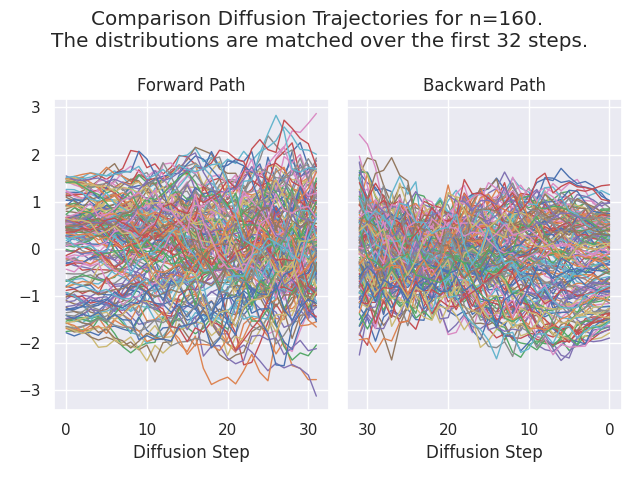 Comparison Diffusion Trajectories for n=160.
The distributions are matched over the first 32 steps.
Forward Path
Backward Path
3
2
1
0
−1
−2
−3
0 10 20 30
30 20 10 0
Diffusion Step
Diffusion Step